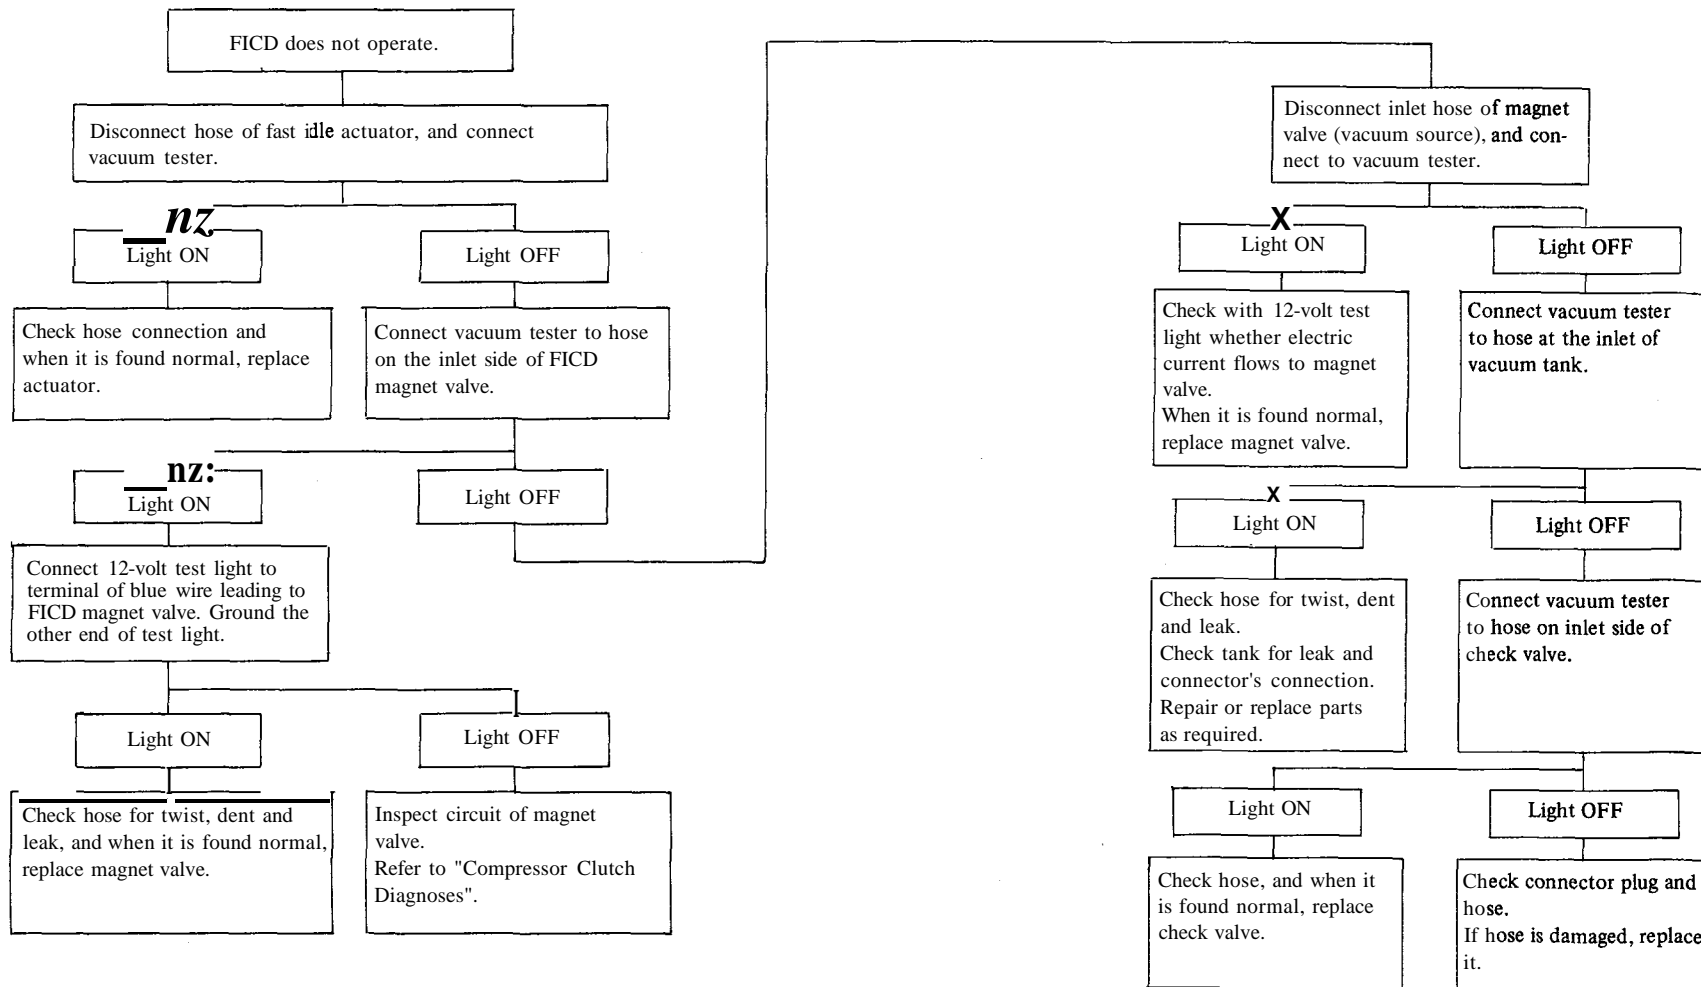 FICD does not operate.
Disconnect hose of fast idle actuator, and connect
vacuum tester.
nz
Light ON
Light OFF
Check hose connection and
when it is found normal, replace
actuator.
Connect vacuum tester to hose
on the inlet side of FICD
magnet valve.
nz:
Light ON
Light OFF
Connect 12-volt test light to
terminal of blue wire leading to
FICD magnet valve. Ground the
other end of test light.
Light ON
Light OFF
Check hose for twist, dent and
leak, and when it is found normal,
replace magnet valve.
Inspect circuit of magnet
valve.
Refer to "Compressor Clutch
Diagnoses".
Disconnect inlet hose of magnet
valve (vacuum source), and con-
nect to vacuum tester.
X
Light ON
Light OFF
Check with 12-volt test
light whether electric
current flows to magnet
valve.
When it is found normal,
replace magnet valve.
Connect vacuum tester
to hose at the inlet of
vacuum tank.
X
Light ON
Light OFF
Check hose for twist, dent
and leak.
Check tank for leak and
connector's connection.
Repair or replace parts
as required.
Connect vacuum tester
to hose on inlet side of
check valve.
Light ON
Light OFF
Check hose, and when it
is found normal, replace
check valve.
Check connector plug and
hose.
If hose is damaged, replace
it.